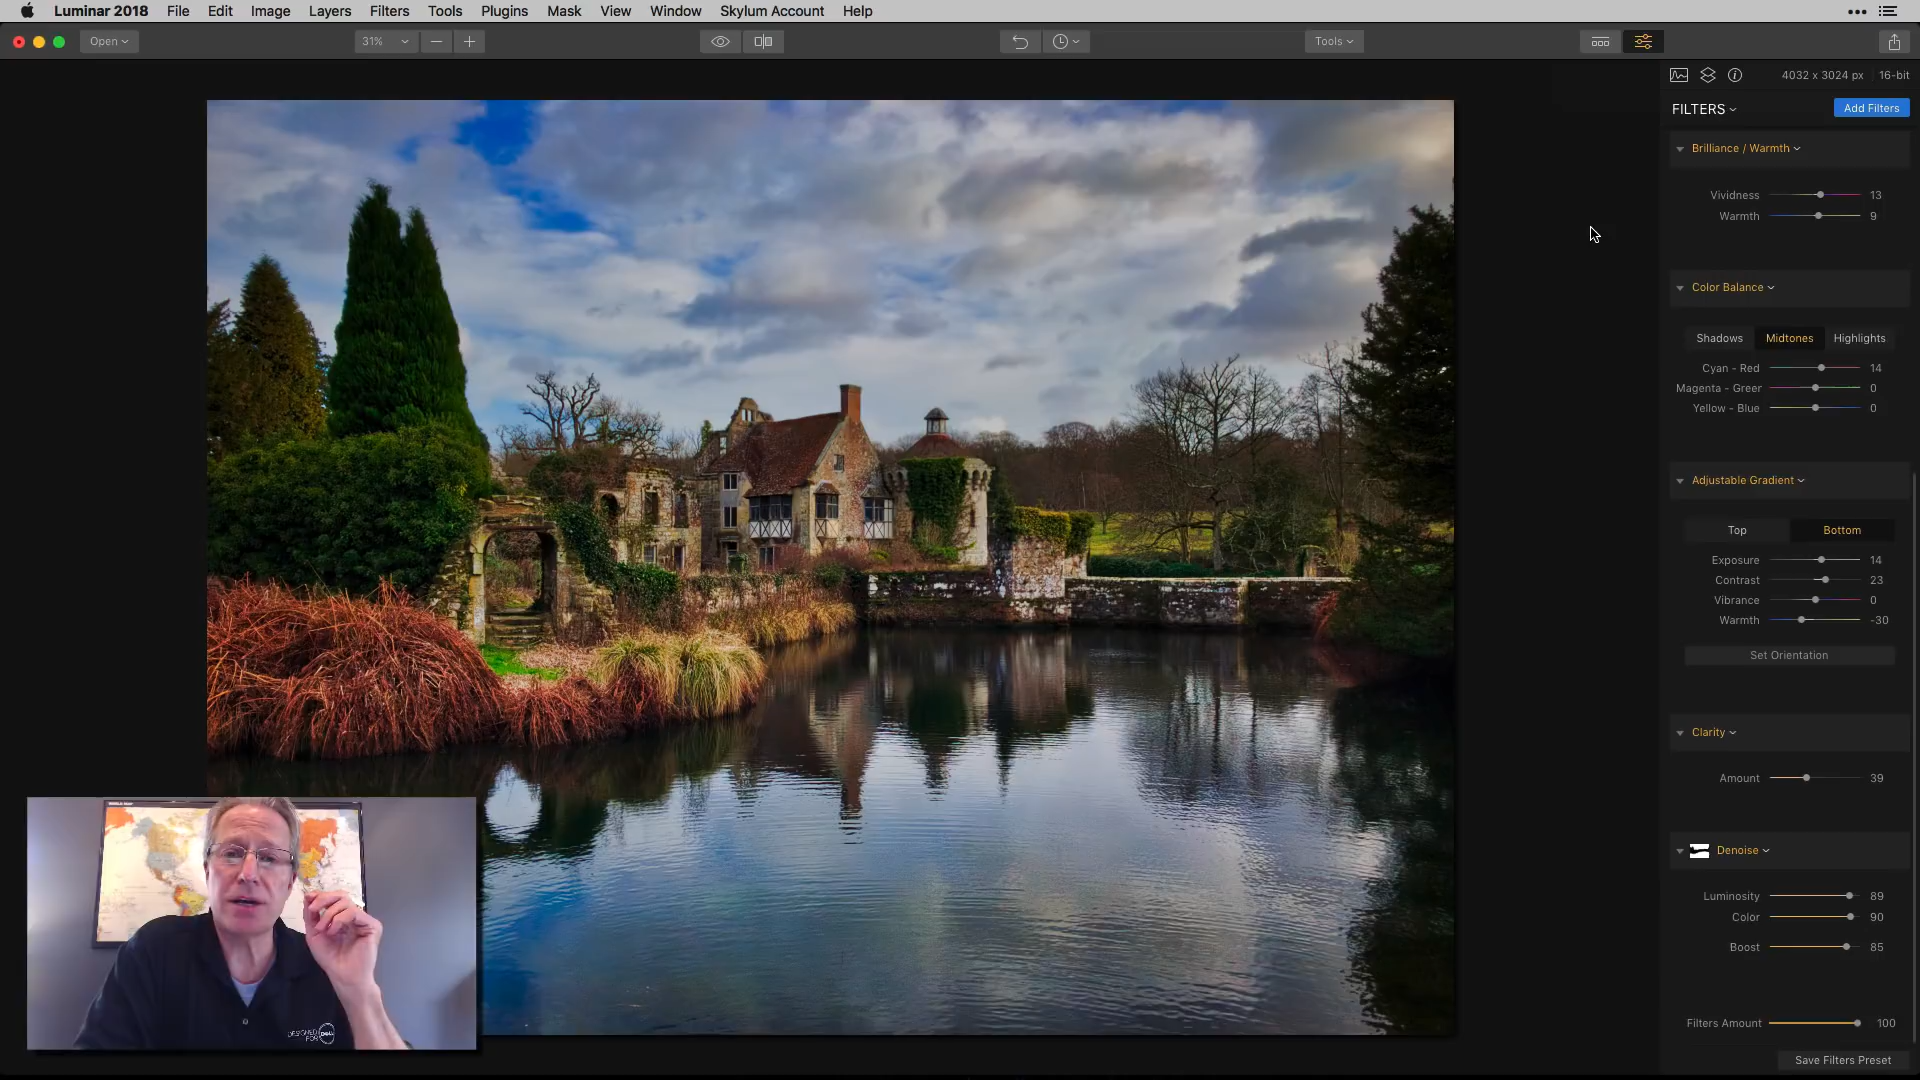 Luminar 2018 File Edit Image Layers Filters Tools Plugins Mask View Window Skylum Account Help
Open 31% Tools
4032 x 3024 px 16-bit
FILTERS Add Filters
Brilliance / Warmth
Vividness 13
Warmth 9
Color Balance
Shadows Midtones Highlights
Cyan - Red 14
Magenta - Greer 0
Yellow - Blue 0
Adjustable Gradient
Top Bottom
Exposure 14
Contrast 23
Vibrance 0
Warmth -30
Set Orientation
Clarity
Amount 39
Denoise
Luminosity 89
Color 90
Boost 85
Filters Amount 100
Save Filters Preset
DESIGNED
FOR
DELL